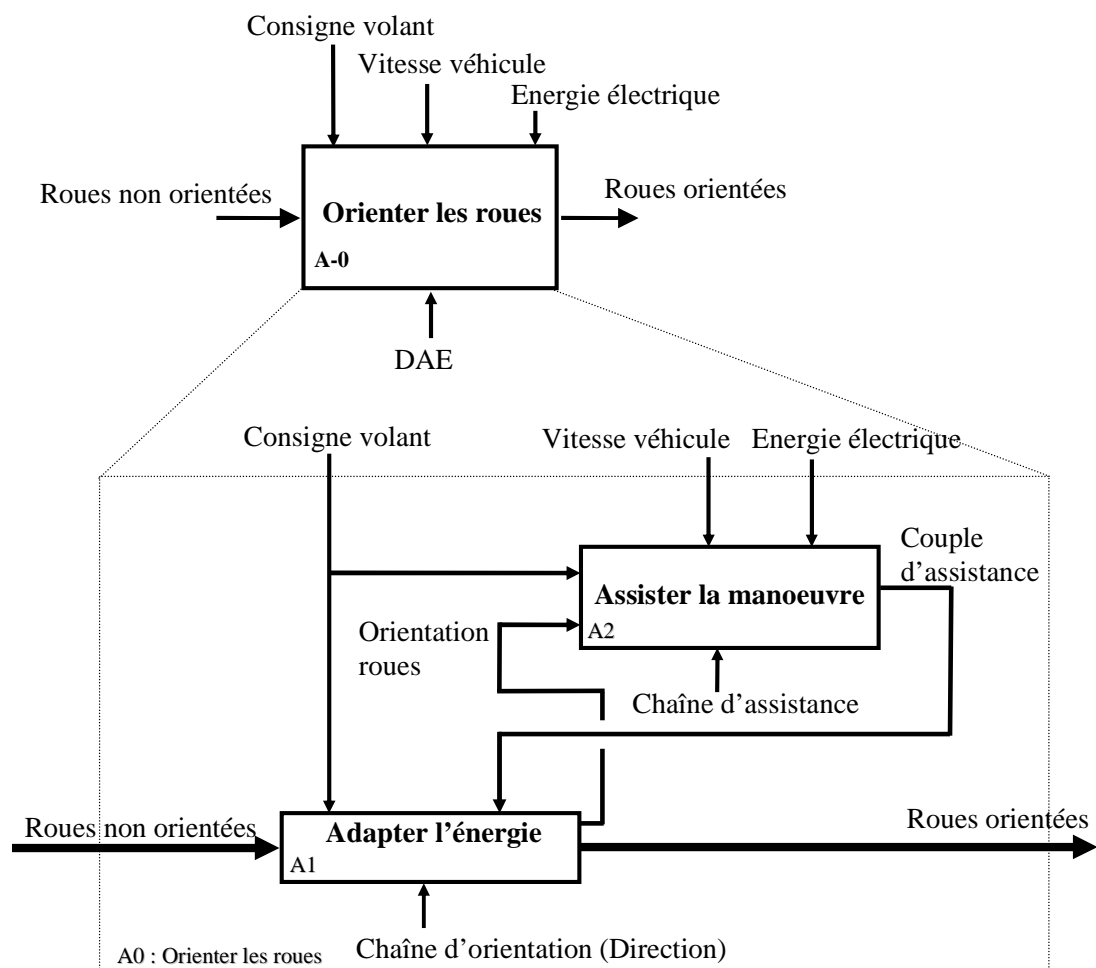 Consigne volant
Vitesse véhicule
Energie électrique
Roues non orientées
Roues orientées
Orienter les roues
A-0
DAE
Consigne volant
Vitesse véhicule
Energie électrique
Couple
d'assistance
Assister la manoeuvre
A2
Orientation
roues
Chaîne d'assistance
Roues non orientées
Adapter l'énergie
Roues orientées
A1
A0 : Orienter les roues
Chaîne d'orientation (Direction)